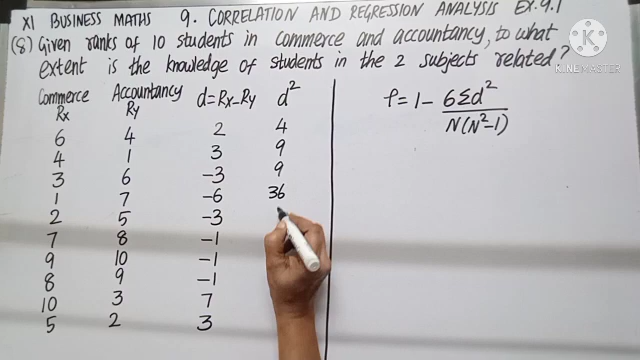 XI BUSINESS MATHS 9. CORRELATION AND REGRESSION ANALYSIS EX.9.1
(8) Given ranks of 10 students in commerce and accountancy, to what
extent is the knowledge of students in the 2 subjects related?
KINEMASTER
Commerce Accountancy d=Rx-Ry d²
Rx Ry
ρ = 1 - 6Σd² / N(N²-1)
6 4 2 4
4 1 3 9
3 6 -3 9
1 7 -6 36
2 5 -3
7 8 -1
9 10 -1
8 9 -1
10 3 7
5 2 3